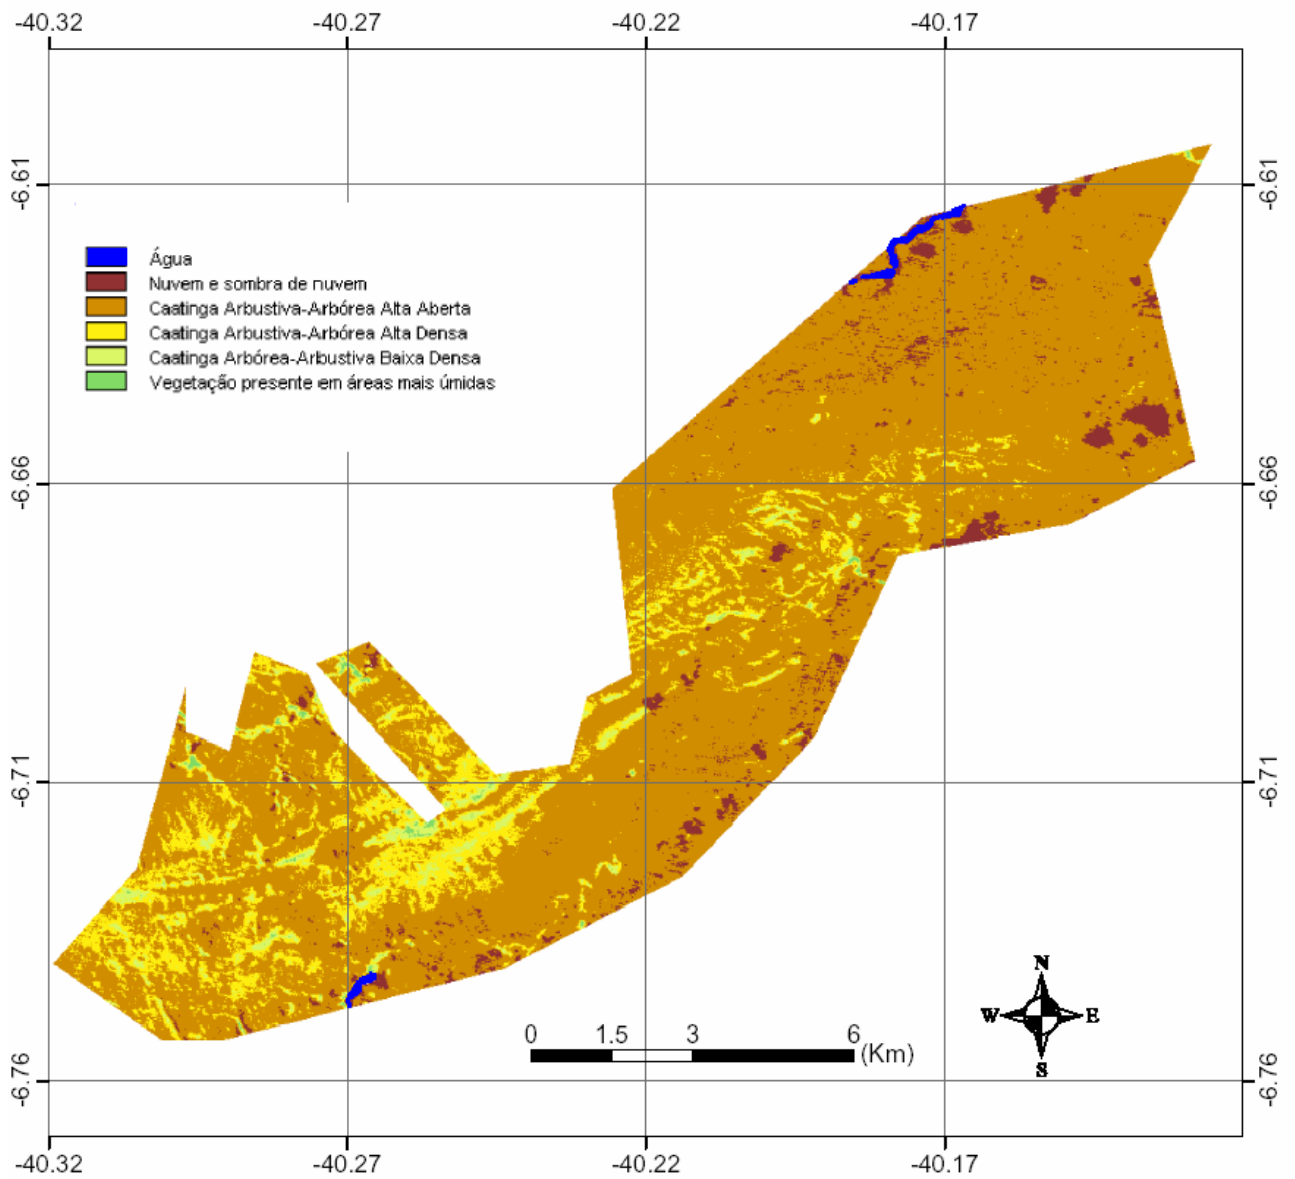 -40.32 -40.27 -40.22 -40.17
-6.61 -6.61
Água
Nuvem e sombra de nuvem
Caatinga Arbustiva-Arbórea Alta Aberta
Caatinga Arbustiva-Arbórea Alta Densa
Caatinga Arbórea-Arbustiva Baixa Densa
Vegetação presente em áreas mais úmidas
-6.66 -6.66
-6.71 -6.71
N
W E
S
0 1.5 3 6
(Km)
-6.76 -6.76
-40.32 -40.27 -40.22 -40.17